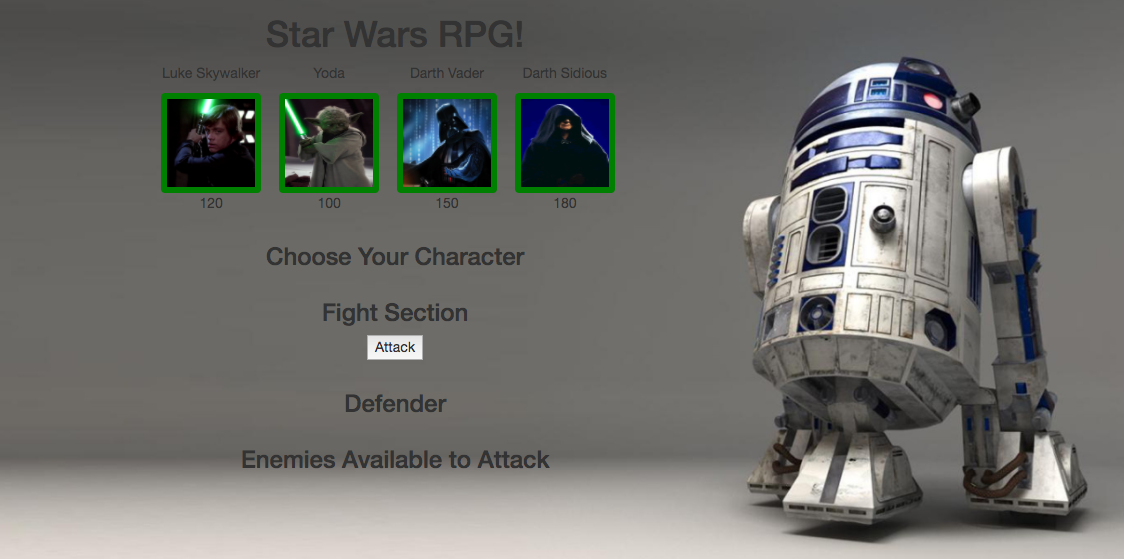 Star Wars RPG!
Luke Skywalker Yoda Darth Vader Darth Sidious
120 100 150 180
Choose Your Character
Fight Section
Attack
Defender
Enemies Available to Attack